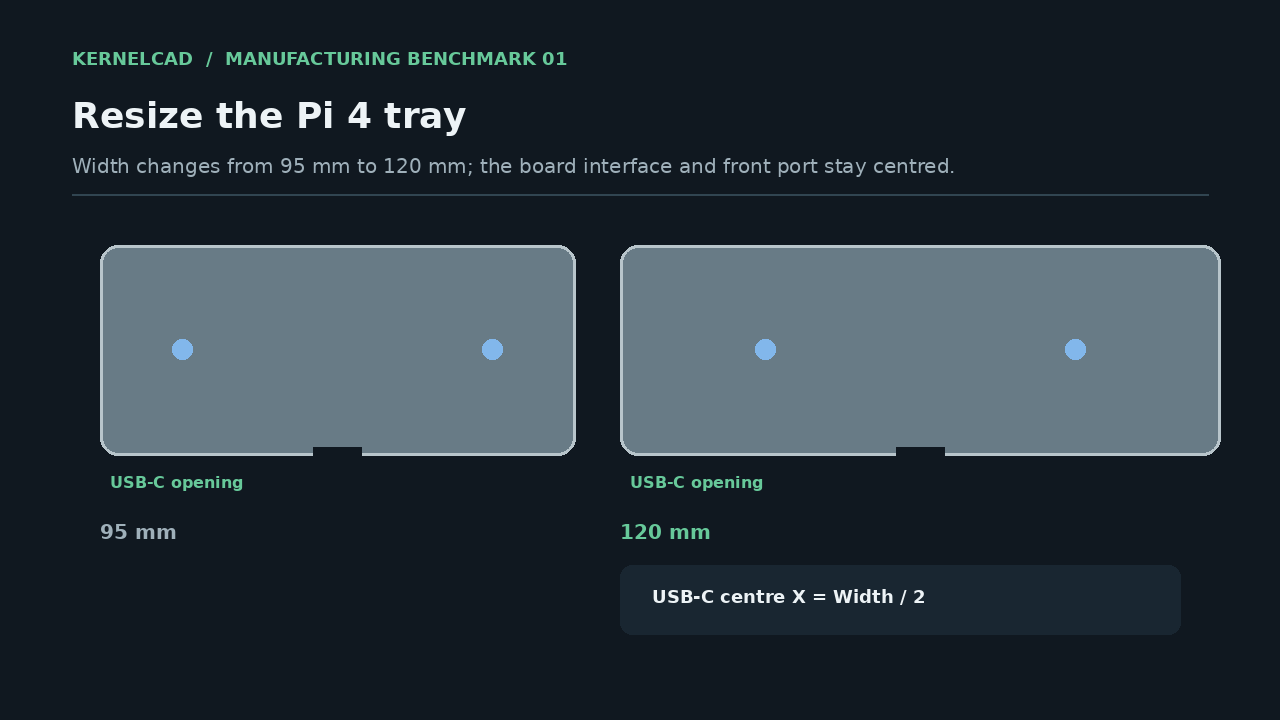 KERNELCAD / MANUFACTURING BENCHMARK 01
Resize the Pi 4 tray
Width changes from 95 mm to 120 mm; the board interface and front port stay centred.
USB-C opening
USB-C opening
95 mm
120 mm
USB-C centre X = Width / 2